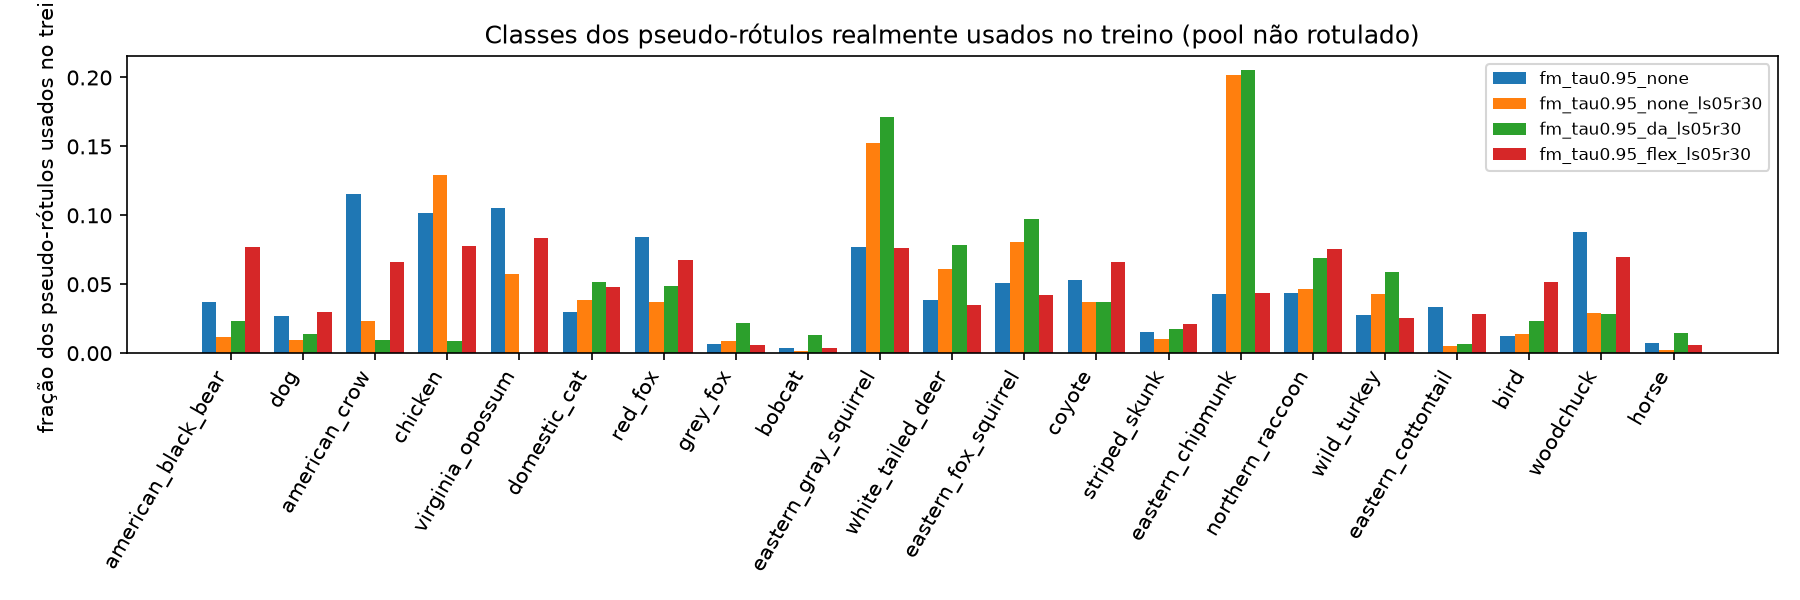 Classes dos pseudo-rótulos realmente usados no treino (pool não rotulado)
fração dos pseudo-rótulos usados no trei
0.20
0.15
0.10
0.05
0.00
fm_tau0.95_none
fm_tau0.95_none_ls05r30
fm_tau0.95_da_ls05r30
fm_tau0.95_flex_ls05r30
american_black_bear
dog
american_crow
chicken
virginia_opossum
domestic_cat
red_fox
grey_fox
bobcat
eastern_gray_squirrel
white_tailed_deer
eastern_fox_squirrel
coyote
striped_skunk
eastern_chipmunk
northern_raccoon
wild_turkey
eastern_cottontail
bird
woodchuck
horse